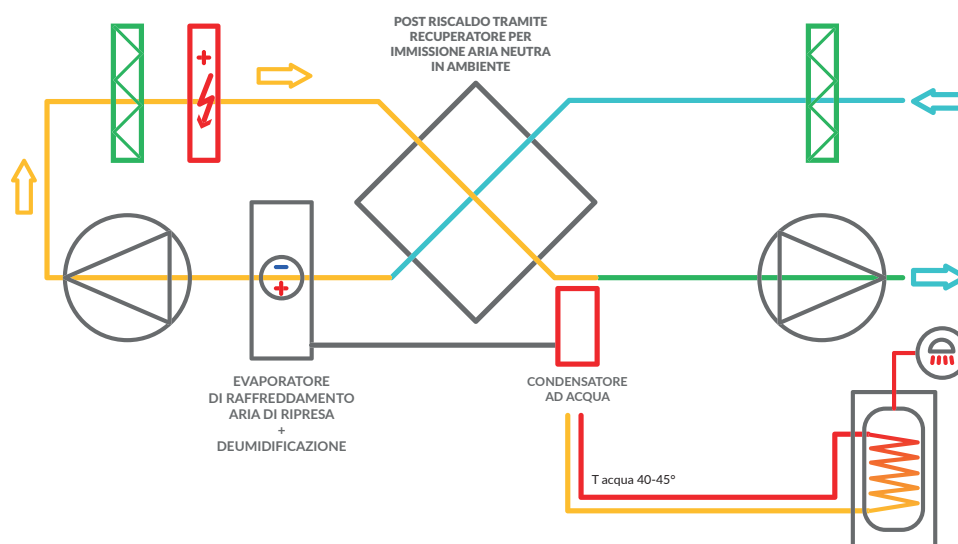 POST RISCALDO TRAMITE
RECUPERATORE PER
IMMISSIONE ARIA NEUTRA
IN AMBIENTE
EVAPORATORE
DI RAFFREDDAMENTO
ARIA DI RIPRESA
+
DEUMIDIFICAZIONE
CONDENSATORE
AD ACQUA
T acqua 40-45°